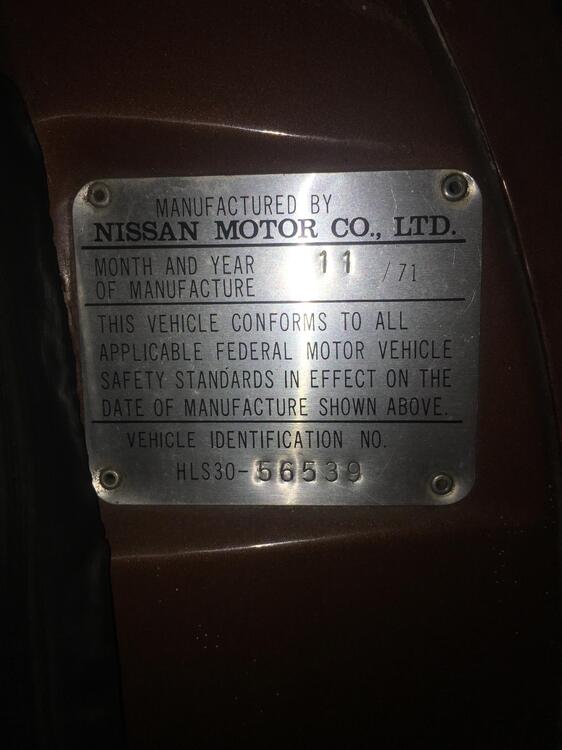 MANUFACTURED BY
NISSAN MOTOR CO., LTD.
MONTH AND YEAR 11 /71
OF MANUFACTURE
THIS VEHICLE CONFORMS TO ALL
APPLICABLE FEDERAL MOTOR VEHICLE
SAFETY STANDARDS IN EFFECT ON THE
DATE OF MANUFACTURE SHOWN ABOVE.
VEHICLE IDENTIFICATION NO.
HLS30-56539